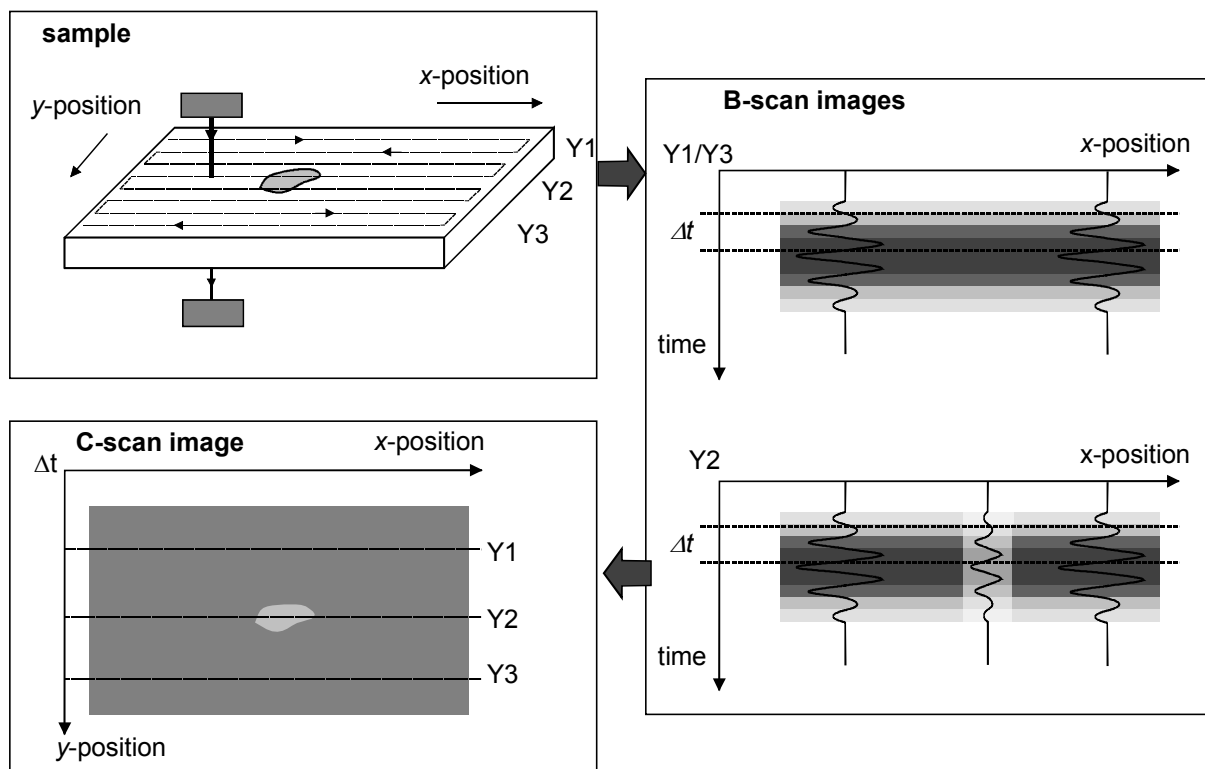 sample
x-position
y-position
Y1
Y2
Y3
B-scan images
Y1/Y3
x-position
Δt
time
Y2
x-position
Δt
time
C-scan image
Δt
x-position
Y1
Y2
Y3
y-position